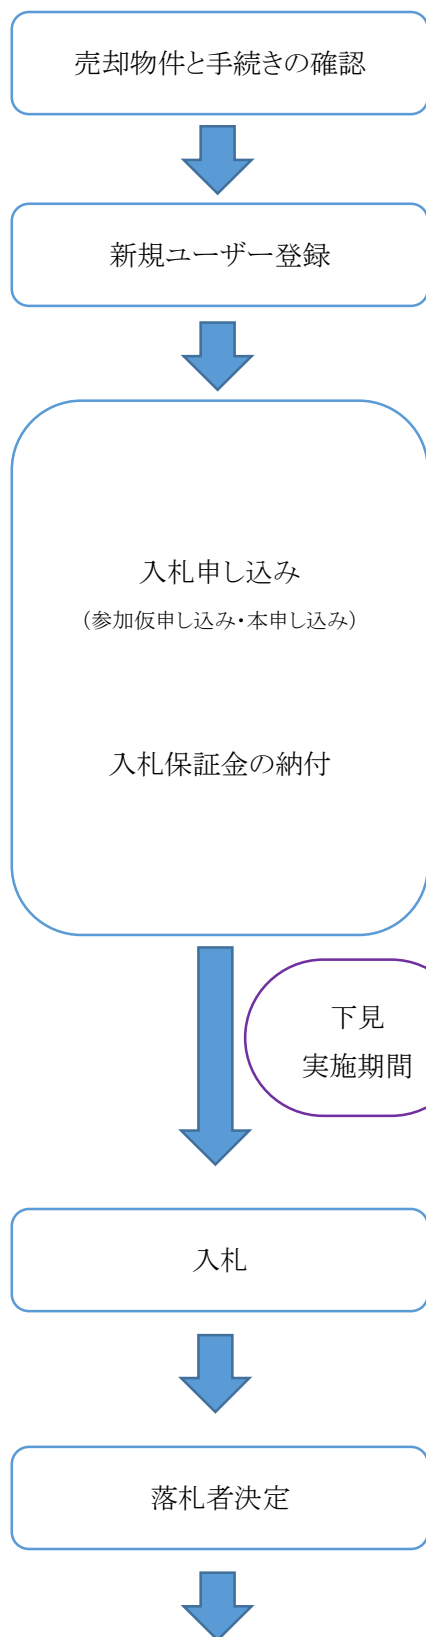 売却物件と手続きの確認
新規ユーザー登録
入札申し込み
（参加仮申し込み・本申し込み）
入札保証金の納付
下見
実施期間
入札
落札者決定